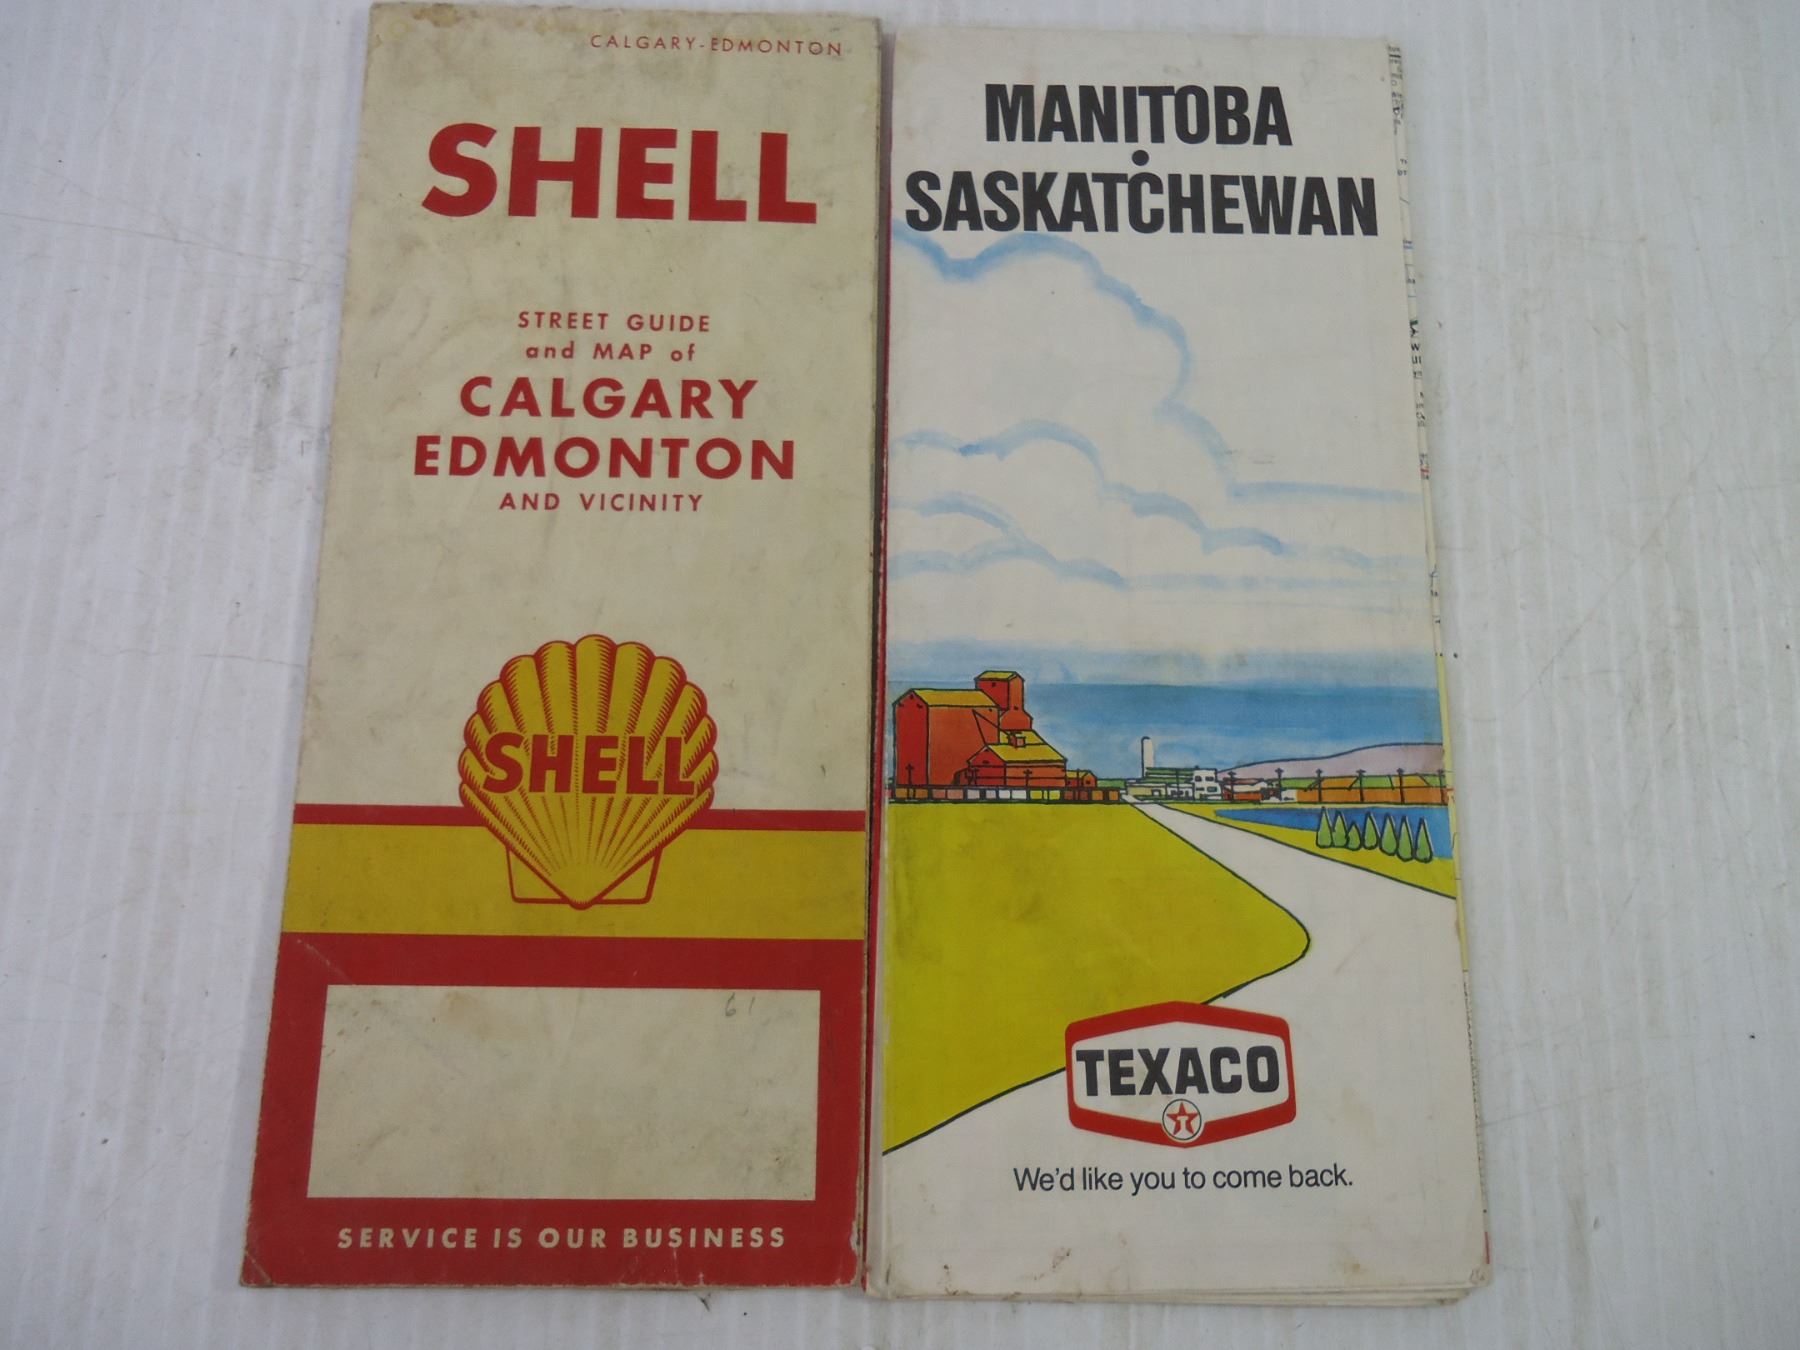 CALGARY-EDMONTON
SHELL
STREET GUIDE
and MAP of
CALGARY
EDMONTON
AND VICINITY
SHELL
61
SERVICE IS OUR BUSINESS
MANITOBA
•
SASKATCHEWAN
TEXACO
T
We'd like you to come back.